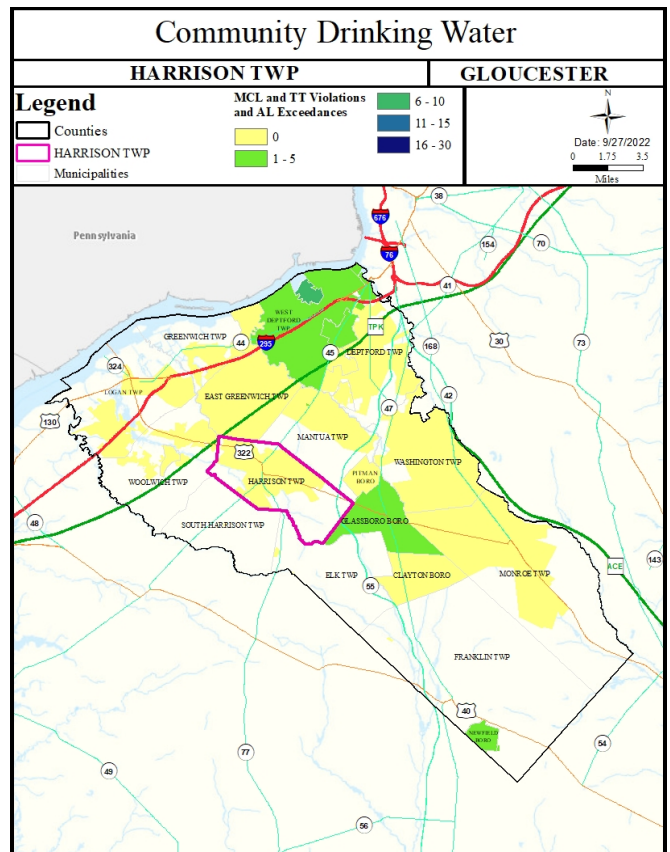 Community Drinking Water
HARRISON TWP
GLOUCESTER
Legend
Counties
HARRISON TWP
Municipalities
MCL and TT Violations
and AL Exceedances
0
1 - 5
6 - 10
11 - 15
16 - 30
N
Date: 9/27/2022
0 1.75 3.5
Miles
Pennsylvania
38
676
154
70
76
41
WEST
DEPTFORD
TWP
GREENWICH TWP
44
295
TPK
45
DEPTFORD TWP
168
30
73
324
LOGAN TWP
EAST GREENWICH TWP
47
42
130
MANTUA TWP
322
WASHINGTON TWP
PITMAN
BORO
WOOLWICH TWP
HARRISON TWP
48
SOUTH HARRISON TWP
GLASSBORO BORO
143
ACE
ELK TWP
55
CLAYTON BORO
MONROE TWP
FRANKLIN TWP
40
NEWFIELD
BORO
54
77
49
56